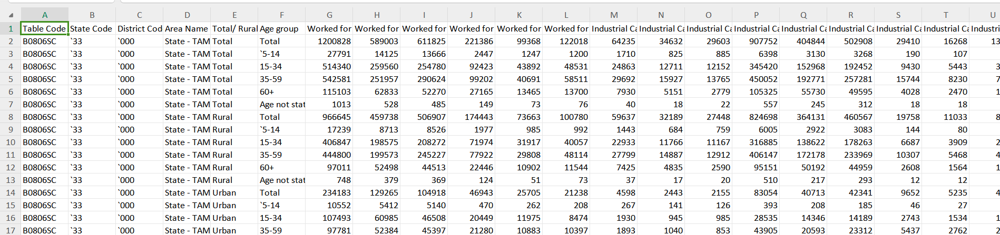 A B C D E F G H I J K L M N O P Q R S T U
1 Table Code State Code District Cod Area Name Total/ Rural Age group Worked for Worked for Worked for Worked for Worked for Worked for Industrial Ca Industrial Ca Industrial Ca Industrial Ca Industrial Ca Industrial Ca Industrial Ca Industrial Ca Industri
2 B0806SC `33 `000 State - TAM Total Total 1200828 589003 611825 221386 99368 122018 64235 34632 29603 907752 404844 502908 29410 16268 13
3 B0806SC `33 `000 State - TAM Total `5-14 27791 14125 13666 2447 1247 1200 1710 825 885 6398 3130 3268 190 107
4 B0806SC `33 `000 State - TAM Total 15-34 514340 259560 254780 92423 43892 48531 24863 12711 12152 345420 152968 192452 9430 5443 3
5 B0806SC `33 `000 State - TAM Total 35-59 542581 251957 290624 99202 40691 58511 29692 15927 13765 450052 192771 257281 15744 8230 7
6 B0806SC `33 `000 State - TAM Total 60+ 115103 62833 52270 27165 13465 13700 7930 5151 2779 105325 55730 49595 4028 2470 1
7 B0806SC `33 `000 State - TAM Total Age not stat 1013 528 485 149 73 76 40 18 22 557 245 312 18 18
8 B0806SC `33 `000 State - TAM Rural Total 966645 459738 506907 174443 73663 100780 59637 32189 27448 824698 364131 460567 19758 11033 8
9 B0806SC `33 `000 State - TAM Rural `5-14 17239 8713 8526 1977 985 992 1443 684 759 6005 2922 3083 144 80
10 B0806SC `33 `000 State - TAM Rural 15-34 406847 198575 208272 71974 31917 40057 22933 11766 11167 316885 138622 178263 6687 3909 2
11 B0806SC `33 `000 State - TAM Rural 35-59 444800 199573 245227 77922 29808 48114 27799 14887 12912 406147 172178 233969 10307 5468 4
12 B0806SC `33 `000 State - TAM Rural 60+ 97011 52498 44513 22446 10902 11544 7425 4835 2590 95151 50192 44959 2608 1564 1
13 B0806SC `33 `000 State - TAM Rural Age not stat 748 379 369 124 51 73 37 17 20 510 217 293 12 12
14 B0806SC `33 `000 State - TAM Urban Total 234183 129265 104918 46943 25705 21238 4598 2443 2155 83054 40713 42341 9652 5235 4
15 B0806SC `33 `000 State - TAM Urban `5-14 10552 5412 5140 470 262 208 267 141 126 393 208 185 46 27
16 B0806SC `33 `000 State - TAM Urban 15-34 107493 60985 46508 20449 11975 8474 1930 945 985 28535 14346 14189 2743 1534 1
17 B0806SC `33 `000 State - TAM Urban 35-59 97781 52384 45397 21280 10883 10397 1893 1040 853 43905 20593 23312 5437 2762 2